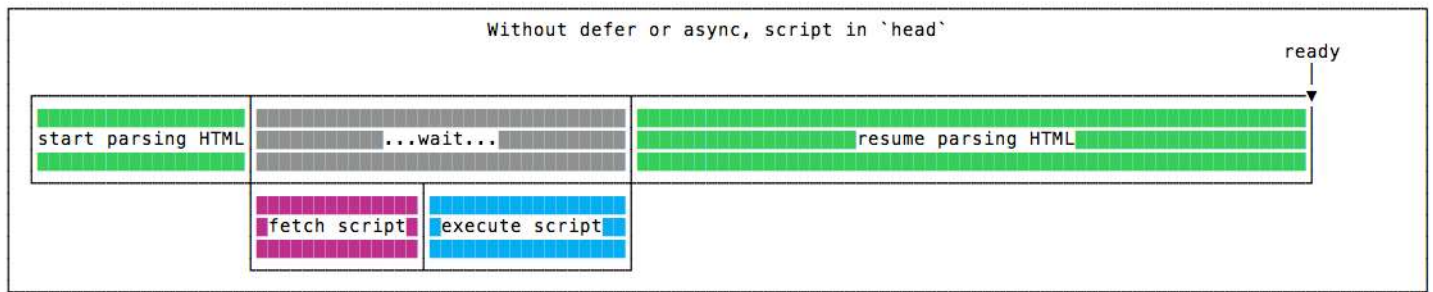 Without defer or async, script in `head`
ready
start parsing HTML ...wait... resume parsing HTML
fetch script execute script